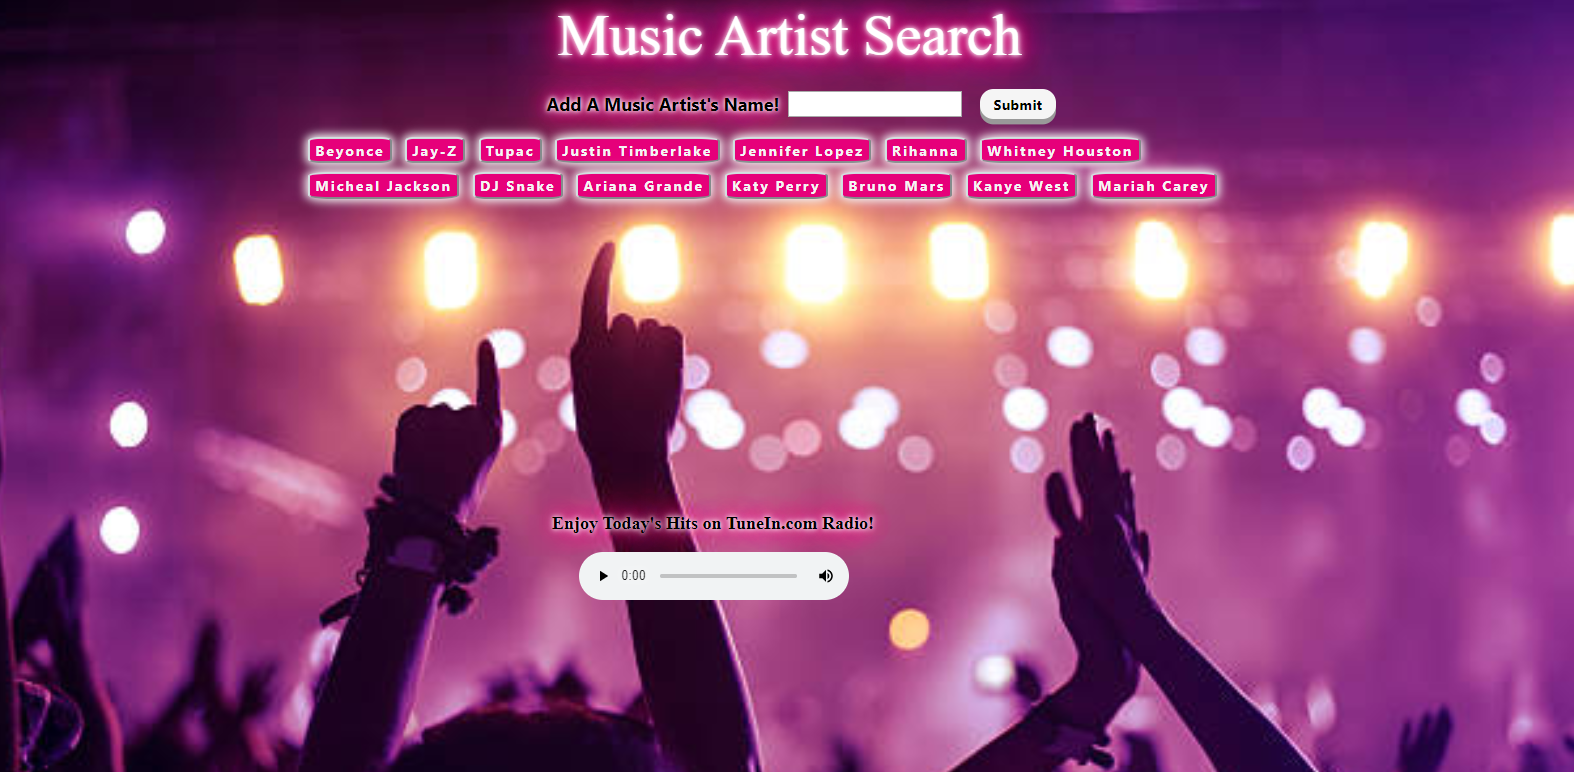 Music Artist Search
Add A Music Artist's Name! Submit
Beyonce Jay-Z Tupac Justin Timberlake Jennifer Lopez Rihanna Whitney Houston
Micheal Jackson DJ Snake Ariana Grande Katy Perry Bruno Mars Kanye West Mariah Carey
Enjoy Today's Hits on TuneIn.com Radio!
0:00